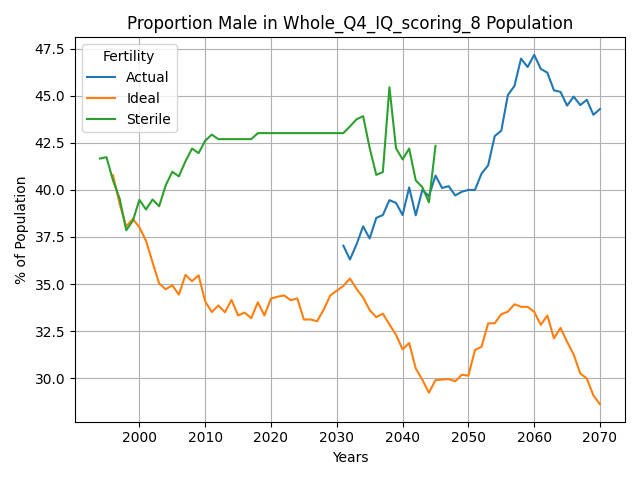 Proportion Male in Whole_Q4_IQ_scoring_8 Population
47.5
45.0
42.5
40.0
37.5
35.0
32.5
30.0
% of Population
Fertility
Actual
Ideal
Sterile
2000 2010 2020 2030 2040 2050 2060 2070
Years